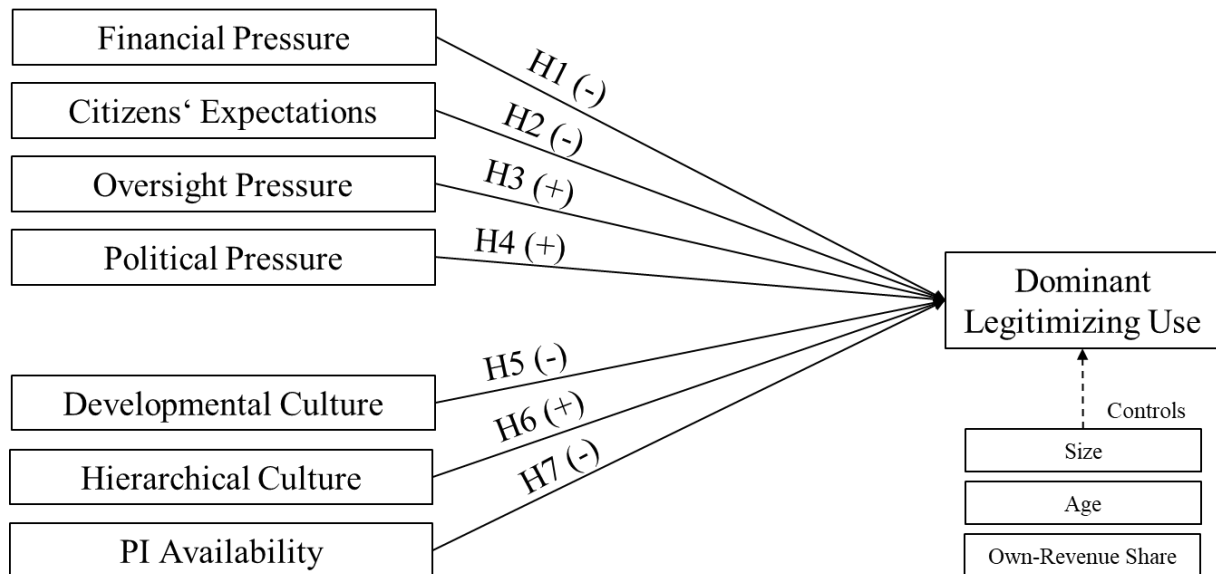 Financial Pressure
Citizens‘ Expectations
Oversight Pressure
Political Pressure
Developmental Culture
Hierarchical Culture
PI Availability
H1 (-)
H2 (-)
H3 (+)
H4 (+)
H5 (-)
H6 (+)
H7 (-)
Dominant
Legitimizing Use
Controls
Size
Age
Own-Revenue Share